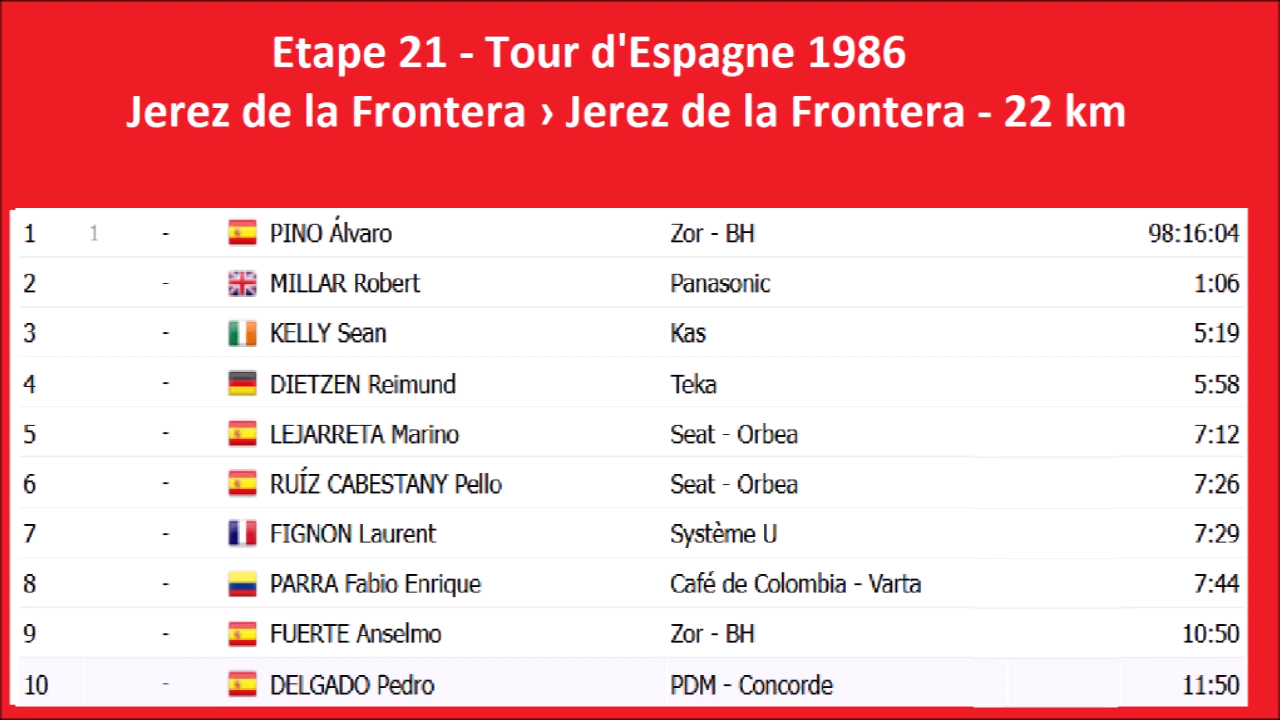 Etape 21 - Tour d'Espagne 1986
Jerez de la Frontera › Jerez de la Frontera - 22 km
1 1 - PINO Álvaro Zor - BH 98:16:04
2 - MILLAR Robert Panasonic 1:06
3 - KELLY Sean Kas 5:19
4 - DIETZEN Reimund Teka 5:58
5 - LEJARRETA Marino Seat - Orbea 7:12
6 - RUÍZ CABESTANY Pello Seat - Orbea 7:26
7 - FIGNON Laurent Système U 7:29
8 - PARRA Fabio Enrique Café de Colombia - Varta 7:44
9 - FUERTE Anselmo Zor - BH 10:50
10 - DELGADO Pedro PDM - Concorde 11:50